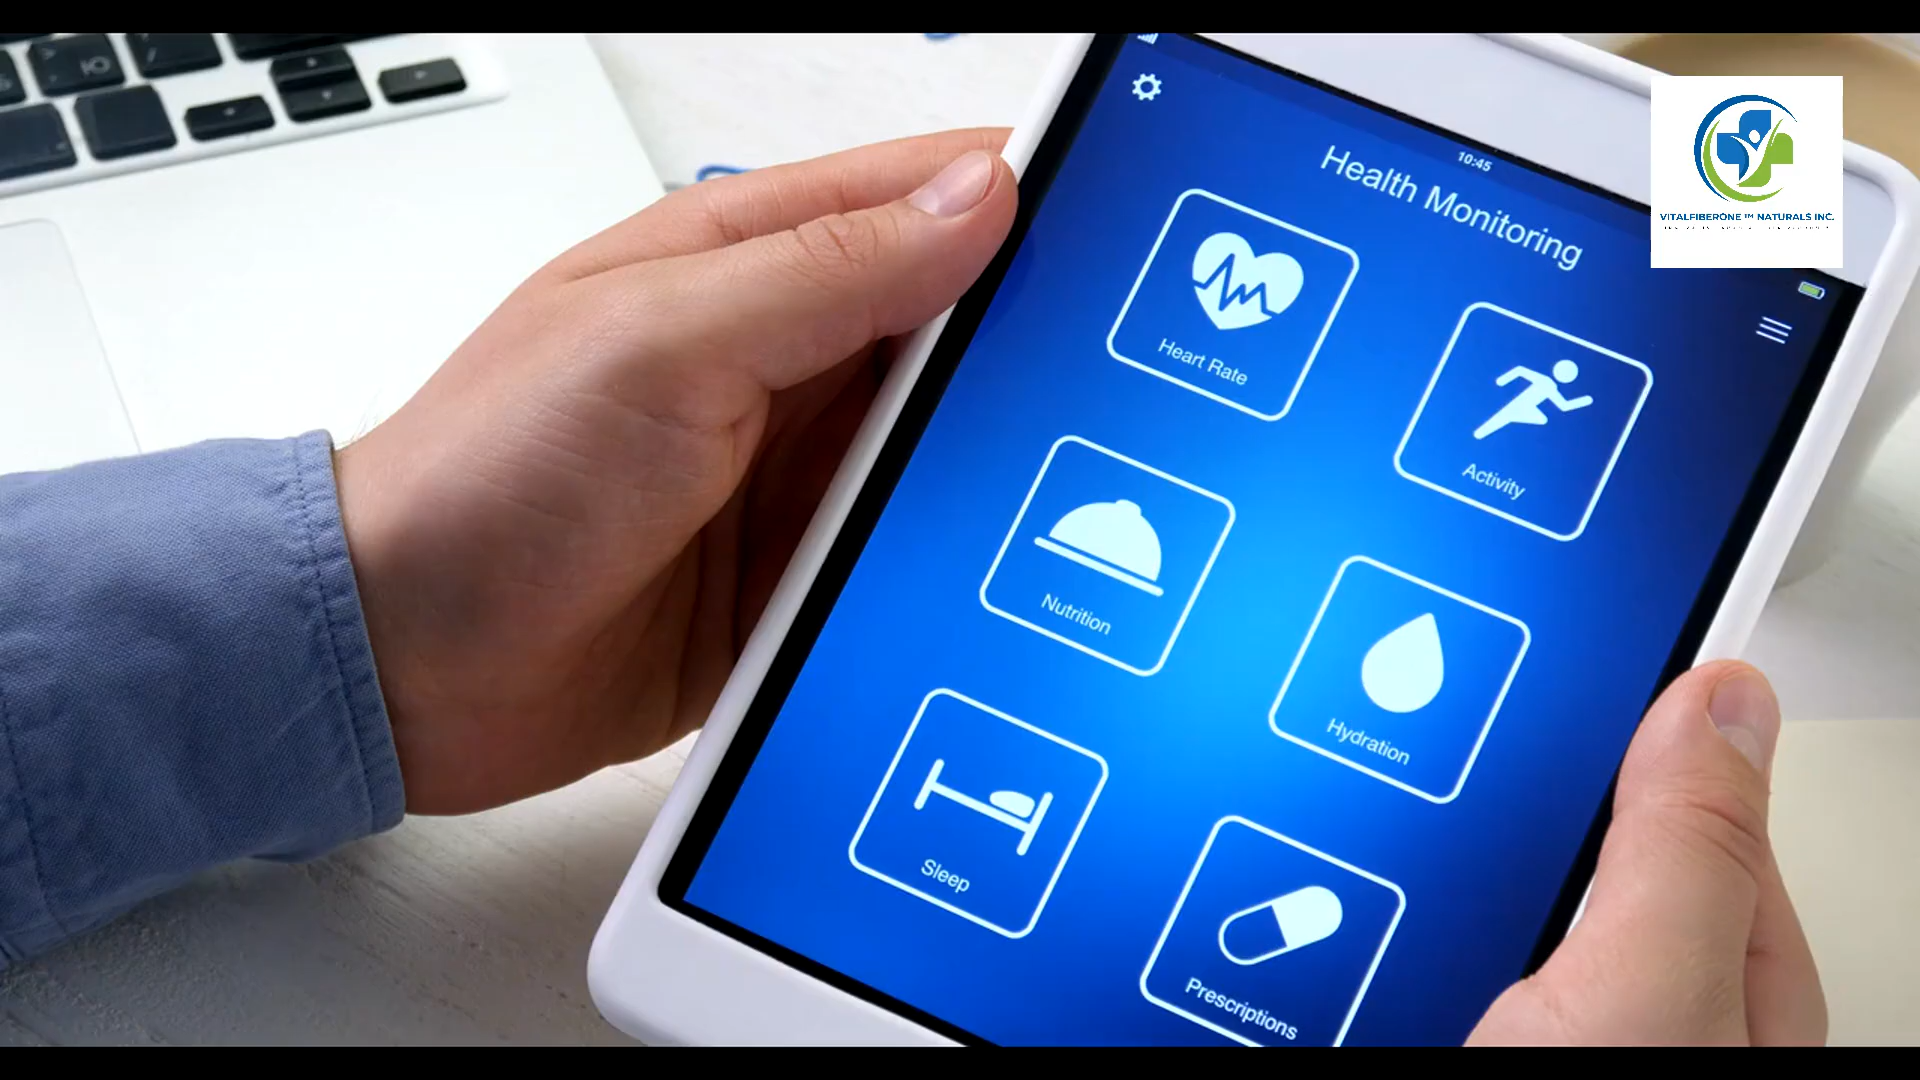 10:45
Health Monitoring
Heart Rate
Activity
Nutrition
Hydration
Sleep
Prescriptions
VITALFIBERONE ™ NATURALS INC.
Ю